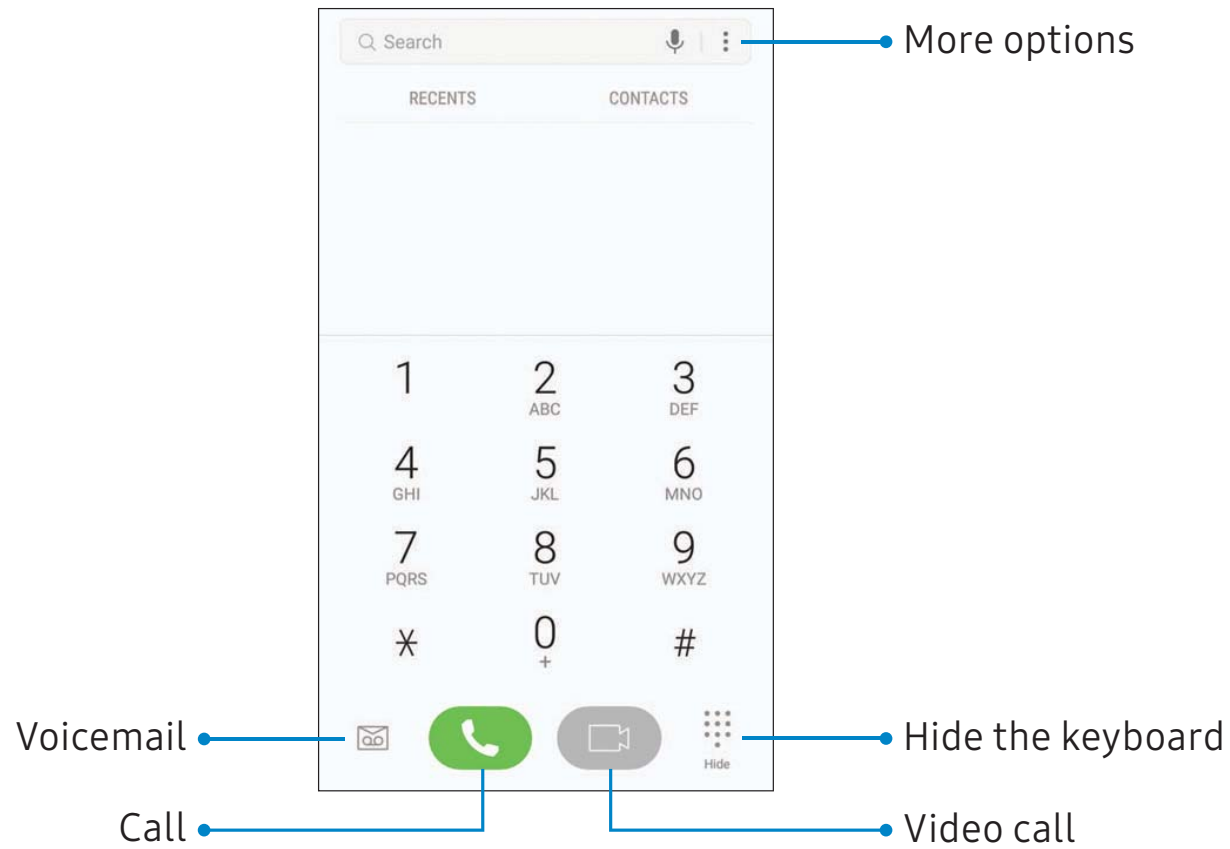 Search
More options
RECENTS CONTACTS
1 2 3
ABC DEF
4 5 6
GHI JKL MNO
7 8 9
PQRS TUV WXYZ
* 0 #
+
Voicemail
Hide the keyboard
Hide
Call
Video call